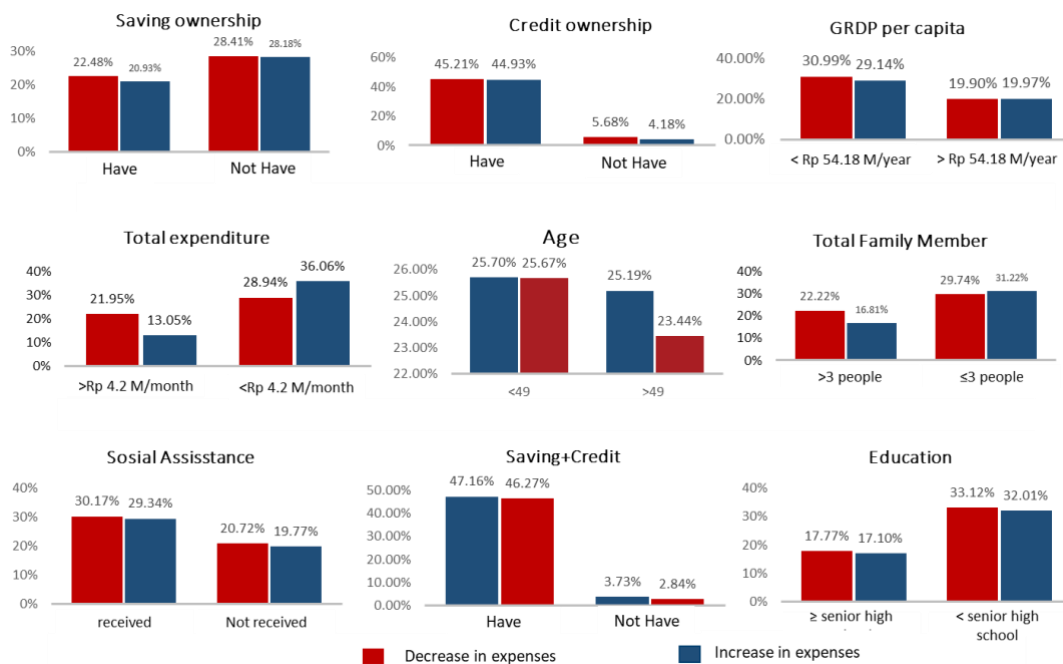 Saving ownership
30%
20%
10%
0%
22.48%
20.93%
28.41%
28.18%
Have
Not Have
Credit ownership
60%
40%
20%
0%
45.21%
44.93%
5.68%
4.18%
Have
Not Have
GRDP per capita
40.00%
20.00%
0.00%
30.99%
29.14%
19.90%
19.97%
< Rp 54.18 M/year
> Rp 54.18 M/year
Total expenditure
40%
30%
20%
10%
0%
21.95%
13.05%
28.94%
36.06%
>Rp 4.2 M/month
<Rp 4.2 M/month
Age
26.00%
25.00%
24.00%
23.00%
22.00%
25.70%
25.67%
25.19%
23.44%
<49
>49
Total Family Member
40%
30%
20%
10%
0%
22.22%
16.81%
29.74%
31.22%
>3 people
≤3 people
Sosial Assisstance
40%
30%
20%
10%
0%
30.17%
29.34%
20.72%
19.77%
received
Not received
Saving+Credit
50.00%
40.00%
30.00%
20.00%
10.00%
0.00%
47.16%
46.27%
3.73%
2.84%
Have
Not Have
Education
40%
30%
20%
10%
0%
17.77%
17.10%
33.12%
32.01%
≥ senior high
< senior high
school
Decrease in expenses
Increase in expenses